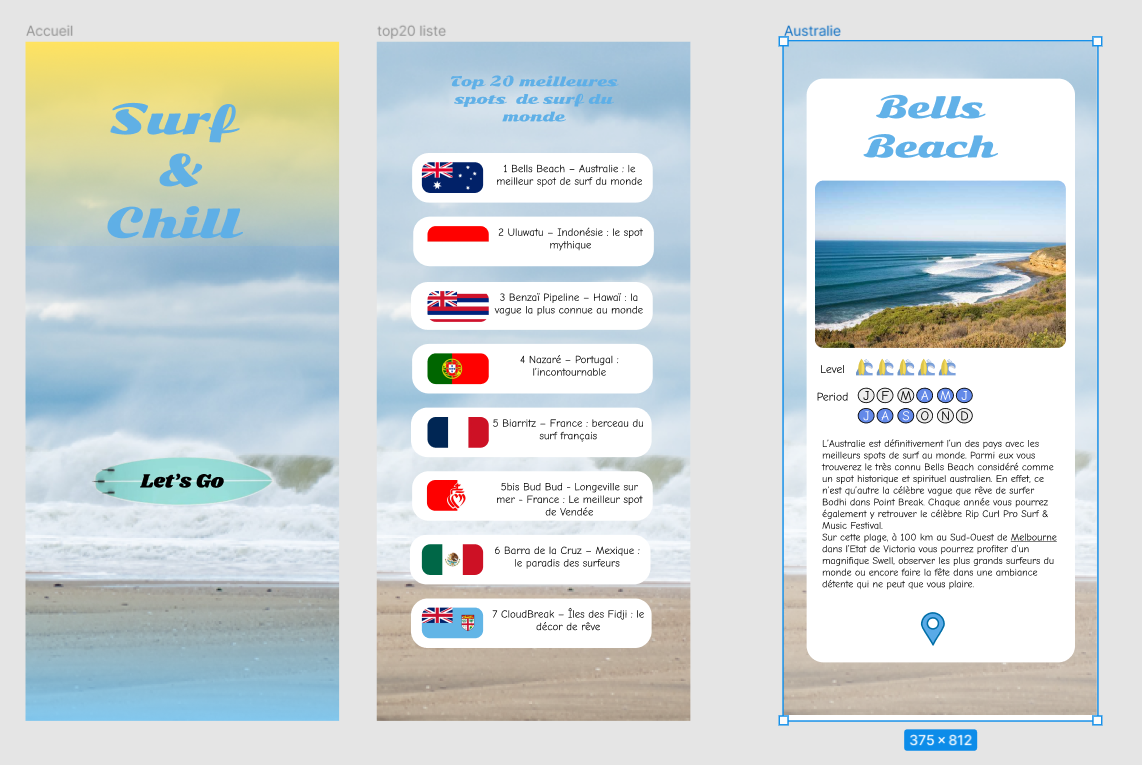 Accueil
Surf
&
Chill
Let's Go
top20 liste
Top 20 meilleures
spots de surf du
monde
1 Bells Beach – Australie : le
meilleur spot de surf du monde
2 Uluwatu – Indonésie : le spot
mythique
3 Benzaï Pipeline – Hawaï : la
vague la plus connue au monde
4 Nazaré – Portugal :
l'incontournable
5 Biarritz – France : berceau du
surf français
5bis Bud Bud - Longeville sur
mer - France : Le meilleur spot
de Vendée
6 Barra de la Cruz – Mexique :
le paradis des surfeurs
7 CloudBreak – Îles des Fidji : le
décor de rêve
Australie
Bells
Beach
Level
Period J F M A M J
J A S O N D
L'Australie est définitivement l'un des pays avec les
meilleurs spots de surf au monde. Parmi eux vous
trouverez le très connu Bells Beach considéré comme
un spot historique et spirituel australien. En effet, ce
n'est qu'autre la célèbre vague que rêve de surfer
Bodhi dans Point Break. Chaque année vous pourrez
également y retrouver le célèbre Rip Curl Pro Surf &
Music Festival.
Sur cette plage, à 100 km au Sud-Ouest de Melbourne
dans l'Etat de Victoria vous pourrez profiter d'un
magnifique Swell, observer les plus grands surfeurs du
monde ou encore faire la fête dans une ambiance
détente qui ne peut que vous plaire.
375 × 812